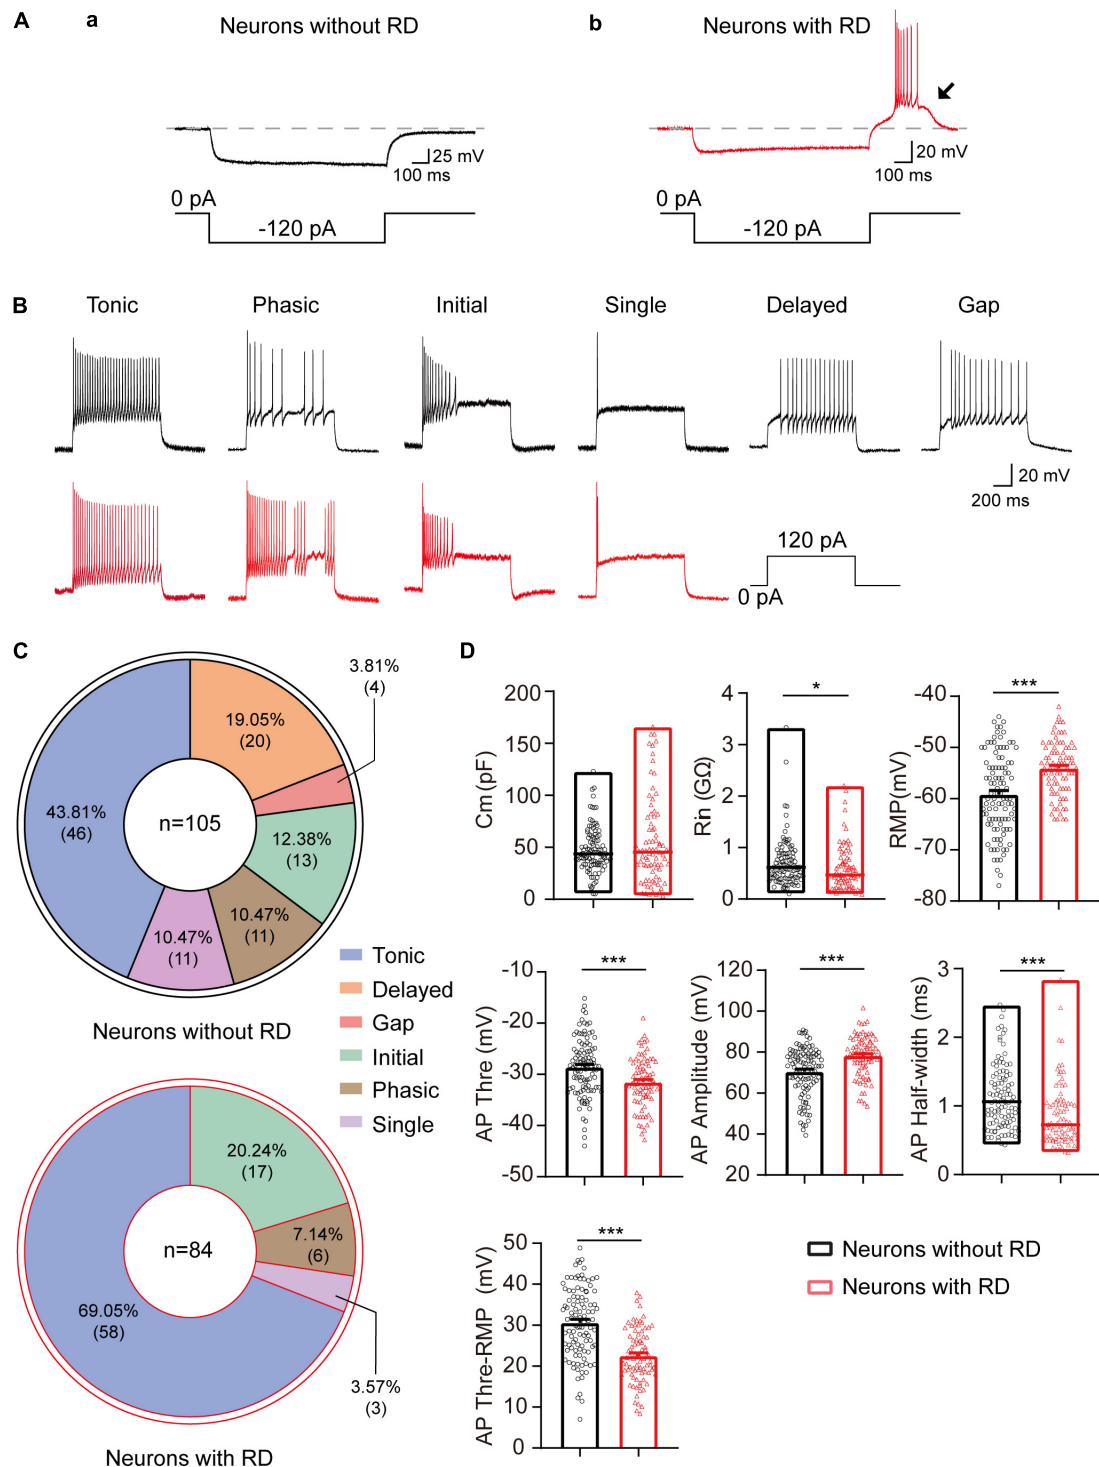 A
a
Neurons without RD
b
Neurons with RD
25 mV
100 ms
20 mV
100 ms
0 pA
-120 pA
0 pA
-120 pA
B
Tonic
Phasic
Initial
Single
Delayed
Gap
20 mV
200 ms
120 pA
0 pA
C
3.81%
(4)
19.05%
(20)
43.81%
(46)
n=105
12.38%
(13)
10.47%
(11)
10.47%
(11)
Neurons without RD
Tonic
Delayed
Gap
Initial
Phasic
Single
20.24%
(17)
7.14%
(6)
n=84
69.05%
(58)
3.57%
(3)
Neurons with RD
D
Cm(pF)
200
150
100
50
0
Rin (GΩ)
4
3
2
1
0
*
RMP(mV)
-40
-50
-60
-70
-80
***
AP Thre (mV)
-10
-20
-30
-40
-50
***
AP Amplitude (mV)
120
100
80
60
40
20
***
AP Half-width (ms)
3
2
1
0
***
AP Thre-RMP (mV)
50
40
30
20
10
0
***
Neurons without RD
Neurons with RD